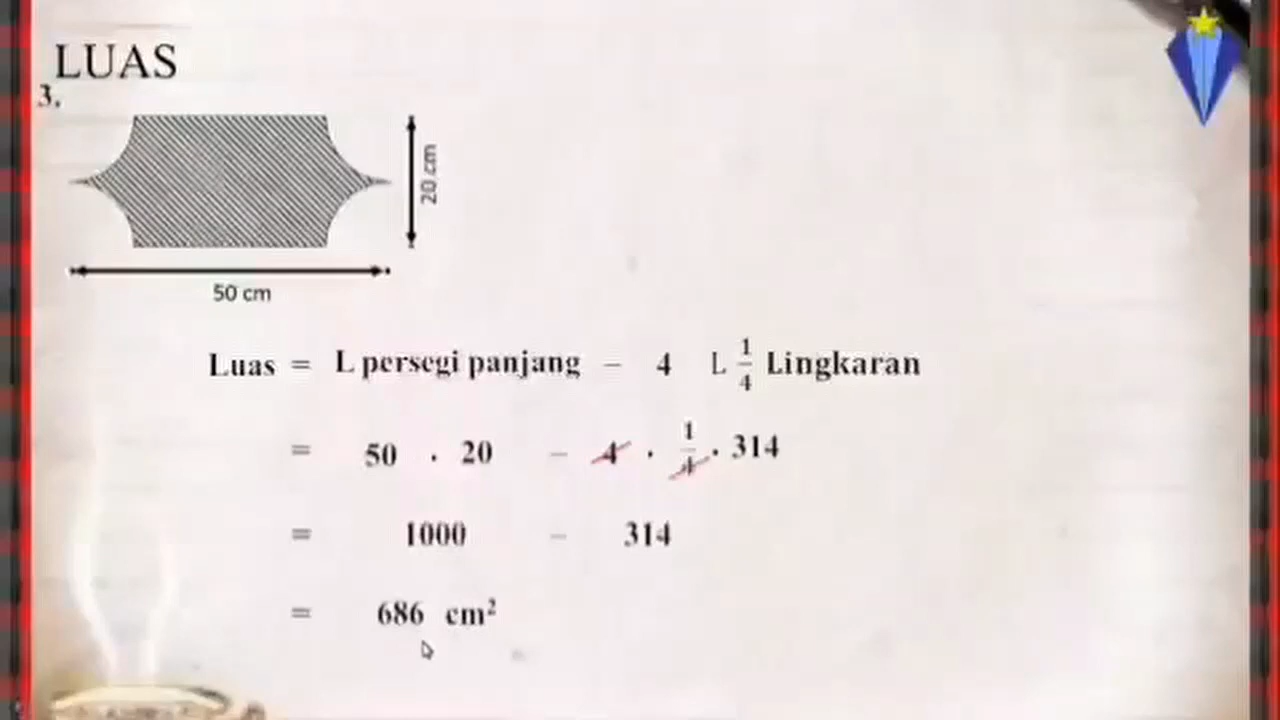 LUAS
3.
20 cm
50 cm
Luas = L persegi panjang – 4 L 1/4 Lingkaran
= 50 . 20 – 4 . 1/4 . 314
= 1000 – 314
= 686 cm²